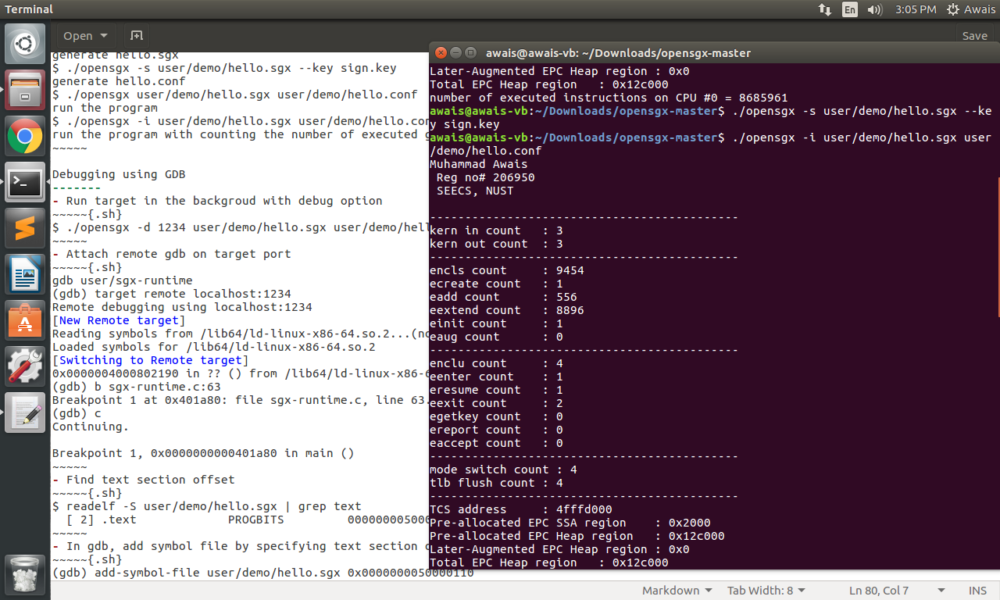 Terminal
En
3:05 PM
Awais
Open
Save
generate hello.sgx
$ ./opensgx -s user/demo/hello.sgx --key sign.key
generate hello.conf
$ ./opensgx user/demo/hello.sgx user/demo/hello.conf
run the program
$ ./opensgx -i user/demo/hello.sgx user/demo/hello.con
run the program with counting the number of executed g
~~~~~
Debugging using GDB
-------
- Run target in the backgroud with debug option
~~~~~{.sh}
$ ./opensgx -d 1234 user/demo/hello.sgx user/demo/hell
~~~~~
- Attach remote gdb on target port
~~~~~{.sh}
gdb user/sgx-runtime
(gdb) target remote localhost:1234
Remote debugging using localhost:1234
[New Remote target]
Reading symbols from /lib64/ld-linux-x86-64.so.2...(no
Loaded symbols for /lib64/ld-linux-x86-64.so.2
[Switching to Remote target]
0x0000004000802190 in ?? () from /lib64/ld-linux-x86-6
(gdb) b sgx-runtime.c:63
Breakpoint 1 at 0x401a80: file sgx-runtime.c, line 63.
(gdb) c
Continuing.
Breakpoint 1, 0x0000000000401a80 in main ()
~~~~~
- Find text section offset
~~~~~{.sh}
$ readelf -S user/demo/hello.sgx | grep text
[ 2] .text PROGBITS 000000005000
~~~~~
- In gdb, add symbol file by specifying text section o
~~~~~{.sh}
(gdb) add-symbol-file user/demo/hello.sgx 0x0000000050000110
awais@awais-vb: ~/Downloads/opensgx-master
Later-Augmented EPC Heap region : 0x0
Total EPC Heap region : 0x12c000
number of executed instructions on CPU #0 = 8685961
awais@awais-vb:~/Downloads/opensgx-master$ ./opensgx -s user/demo/hello.sgx --ke
y sign.key
awais@awais-vb:~/Downloads/opensgx-master$ ./opensgx -i user/demo/hello.sgx user
/demo/hello.conf
Muhammad Awais
Reg no# 206950
SEECS, NUST
--------------------------------------------
kern in count : 3
kern out count : 3
--------------------------------------------
encls count : 9454
ecreate count : 1
eadd count : 556
eextend count : 8896
einit count : 1
eaug count : 0
--------------------------------------------
enclu count : 4
eenter count : 1
eresume count : 1
eexit count : 2
egetkey count : 0
ereport count : 0
eaccept count : 0
--------------------------------------------
mode switch count : 4
tlb flush count : 4
--------------------------------------------
TCS address : 4fffd000
Pre-allocated EPC SSA region : 0x2000
Pre-allocated EPC Heap region : 0x12c000
Later-Augmented EPC Heap region : 0x0
Total EPC Heap region : 0x12c000
Markdown
Tab Width: 8
Ln 80, Col 7
INS